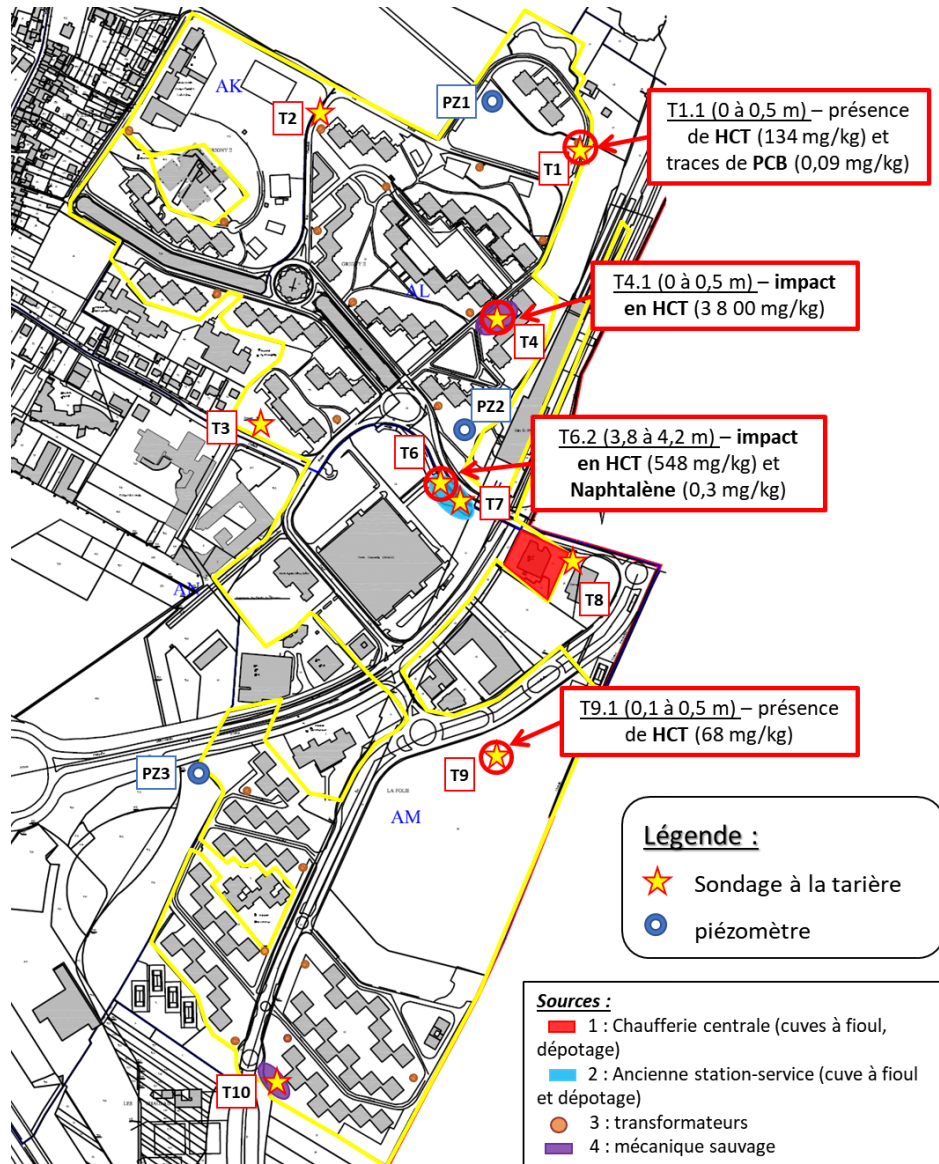 AK
T2
PZ1
T1
T1.1 (0 à 0,5 m) – présence
de HCT (134 mg/kg) et
traces de PCB (0,09 mg/kg)
GRIGNY 2
AL
T4.1 (0 à 0,5 m) – impact
en HCT (3 8 00 mg/kg)
T4
PZ2
T3
T6
T6.2 (3,8 à 4,2 m) – impact
en HCT (548 mg/kg) et
Naphtalène (0,3 mg/kg)
T7
AN
T8
T9.1 (0,1 à 0,5 m) – présence
de HCT (68 mg/kg)
PZ3
T9
LA FOLIE
AM
Légende :
Sondage à la tarière
piézomètre
Sources :
1 : Chaufferie centrale (cuves à fioul,
dépotage)
2 : Ancienne station-service (cuve à fioul
et dépotage)
3 : transformateurs
4 : mécanique sauvage
T10